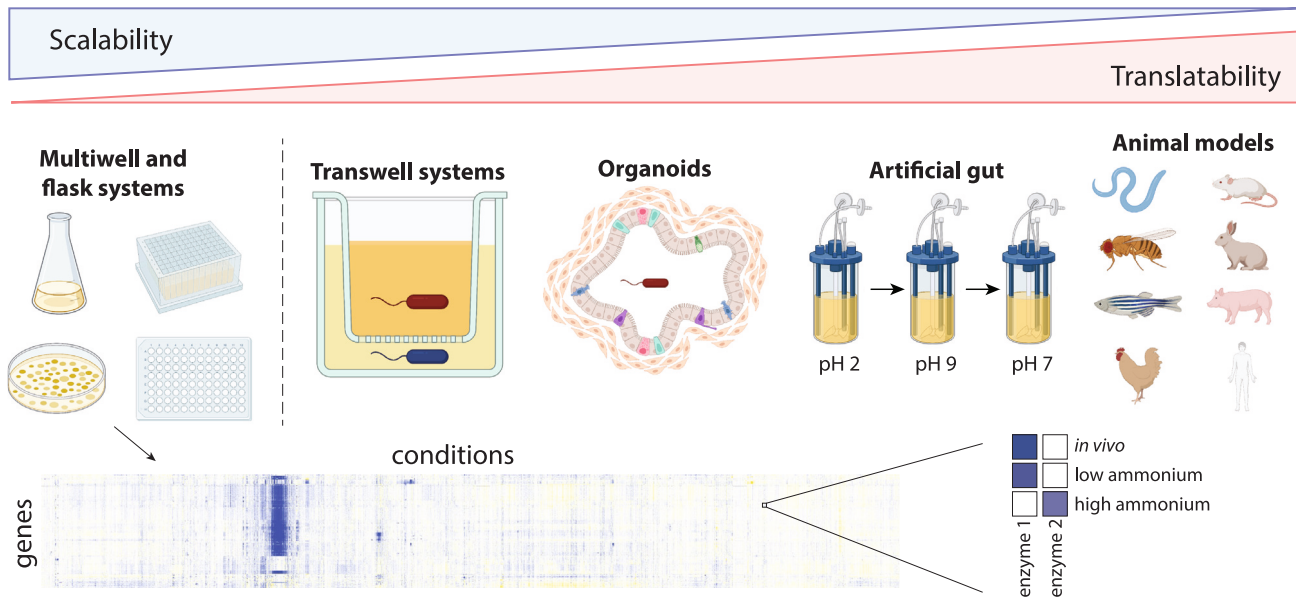 Scalability
Translatability
Multiwell and
flask systems
Transwell systems
Organoids
Artificial gut
Animal models
pH 2
pH 9
pH 7
conditions
genes
in vivo
low ammonium
high ammonium
enzyme 1
enzyme 2